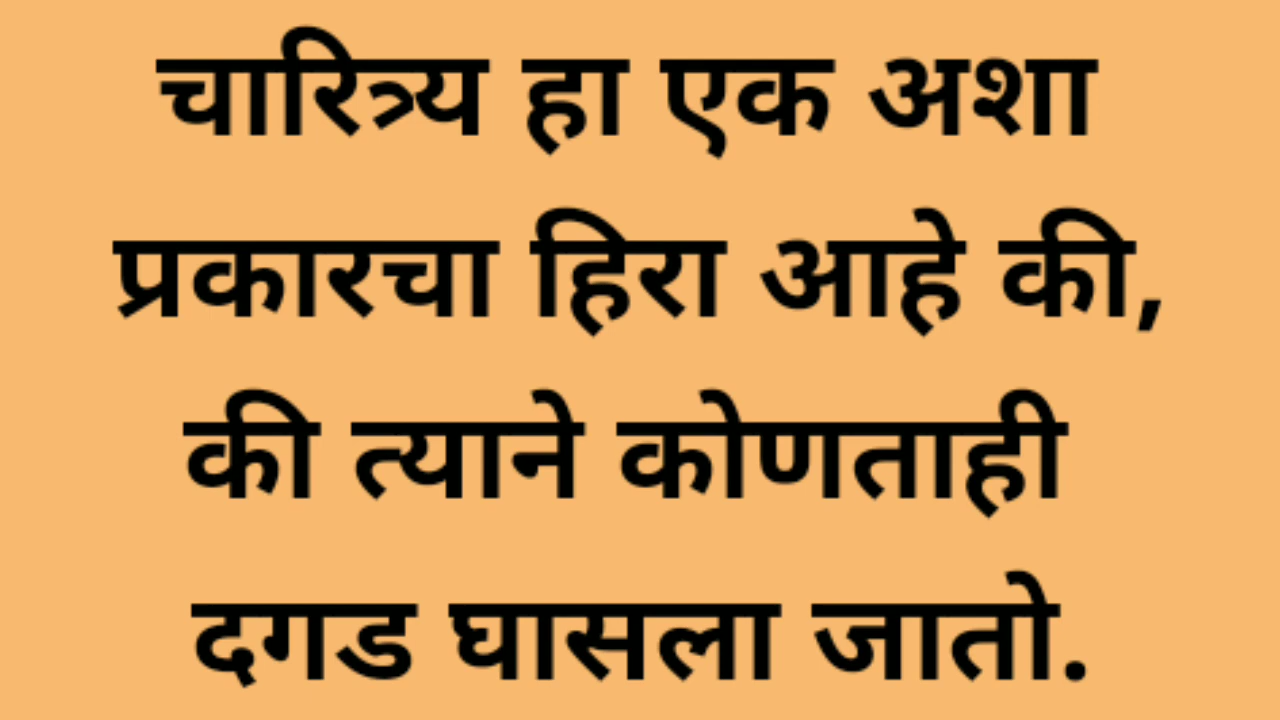 चारित्र्य हा एक अशा
प्रकारचा हिरा आहे की,
की त्याने कोणताही
दगड घासला जातो.